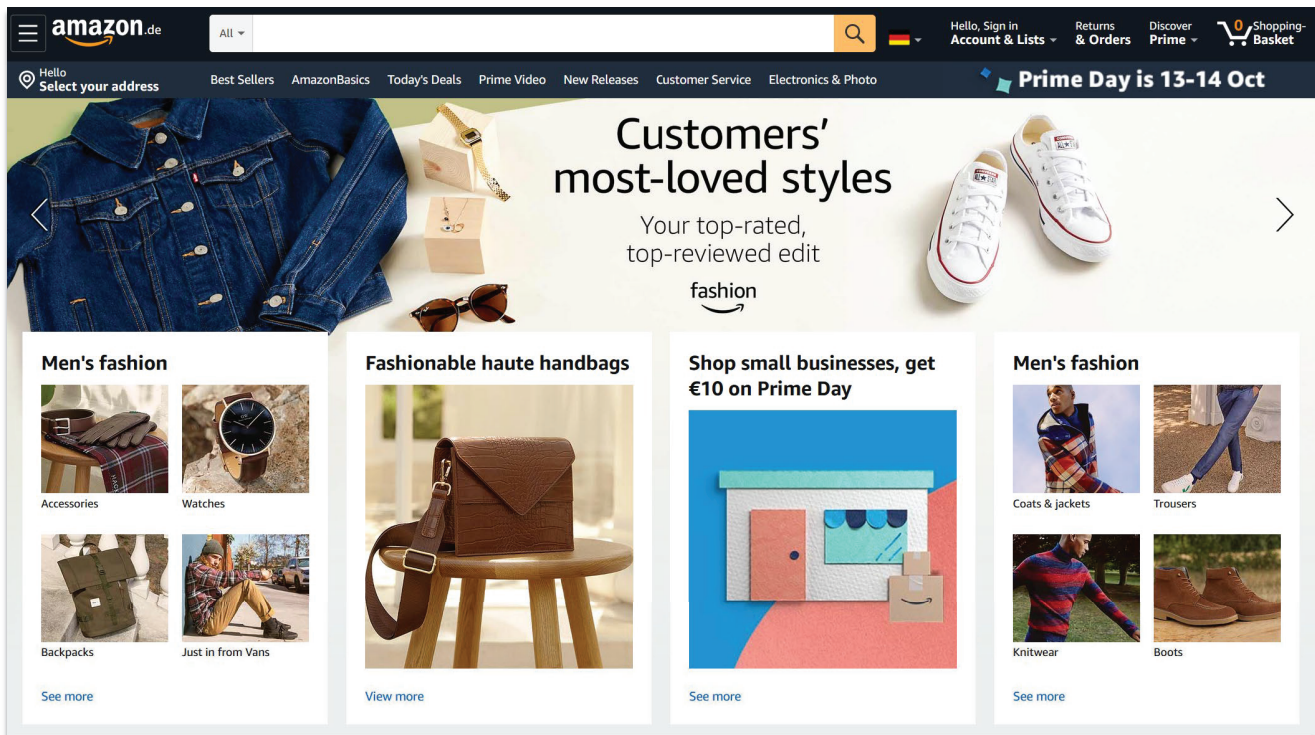 amazon.de
All
Hello, Sign in
Account & Lists
Returns
& Orders
Discover
Prime
0
Shopping-
Basket
Hello
Select your address
Best Sellers
AmazonBasics
Today's Deals
Prime Video
New Releases
Customer Service
Electronics & Photo
Prime Day is 13-14 Oct
Customers'
most-loved styles
Your top-rated,
top-reviewed edit
fashion
Men's fashion
Accessories
Watches
Backpacks
Just in from Vans
See more
Fashionable haute handbags
View more
Shop small businesses, get
€10 on Prime Day
See more
Men's fashion
Coats & jackets
Trousers
Knitwear
Boots
See more